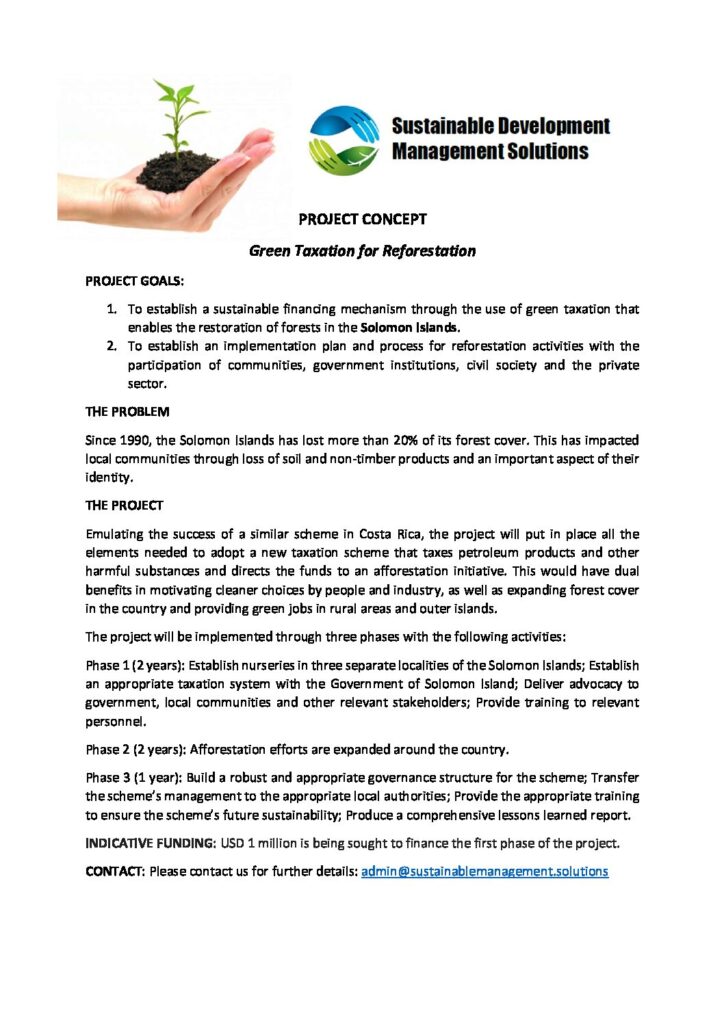 Sustainable Development
Management Solutions
PROJECT CONCEPT
Green Taxation for Reforestation
PROJECT GOALS:
1. To establish a sustainable financing mechanism through the use of green taxation that
enables the restoration of forests in the Solomon Islands.
2. To establish an implementation plan and process for reforestation activities with the
participation of communities, government institutions, civil society and the private
sector.
THE PROBLEM
Since 1990, the Solomon Islands has lost more than 20% of its forest cover. This has impacted
local communities through loss of soil and non-timber products and an important aspect of their
identity.
THE PROJECT
Emulating the success of a similar scheme in Costa Rica, the project will put in place all the
elements needed to adopt a new taxation scheme that taxes petroleum products and other
harmful substances and directs the funds to an afforestation initiative. This would have dual
benefits in motivating cleaner choices by people and industry, as well as expanding forest cover
in the country and providing green jobs in rural areas and outer islands.
The project will be implemented through three phases with the following activities:
Phase 1 (2 years): Establish nurseries in three separate localities of the Solomon Islands; Establish
an appropriate taxation system with the Government of Solomon Island; Deliver advocacy to
government, local communities and other relevant stakeholders; Provide training to relevant
personnel.
Phase 2 (2 years): Afforestation efforts are expanded around the country.
Phase 3 (1 year): Build a robust and appropriate governance structure for the scheme; Transfer
the scheme's management to the appropriate local authorities; Provide the appropriate training
to ensure the scheme's future sustainability; Produce a comprehensive lessons learned report.
INDICATIVE FUNDING: USD 1 million is being sought to finance the first phase of the project.
CONTACT: Please contact us for further details: admin@sustainablemanagement.solutions